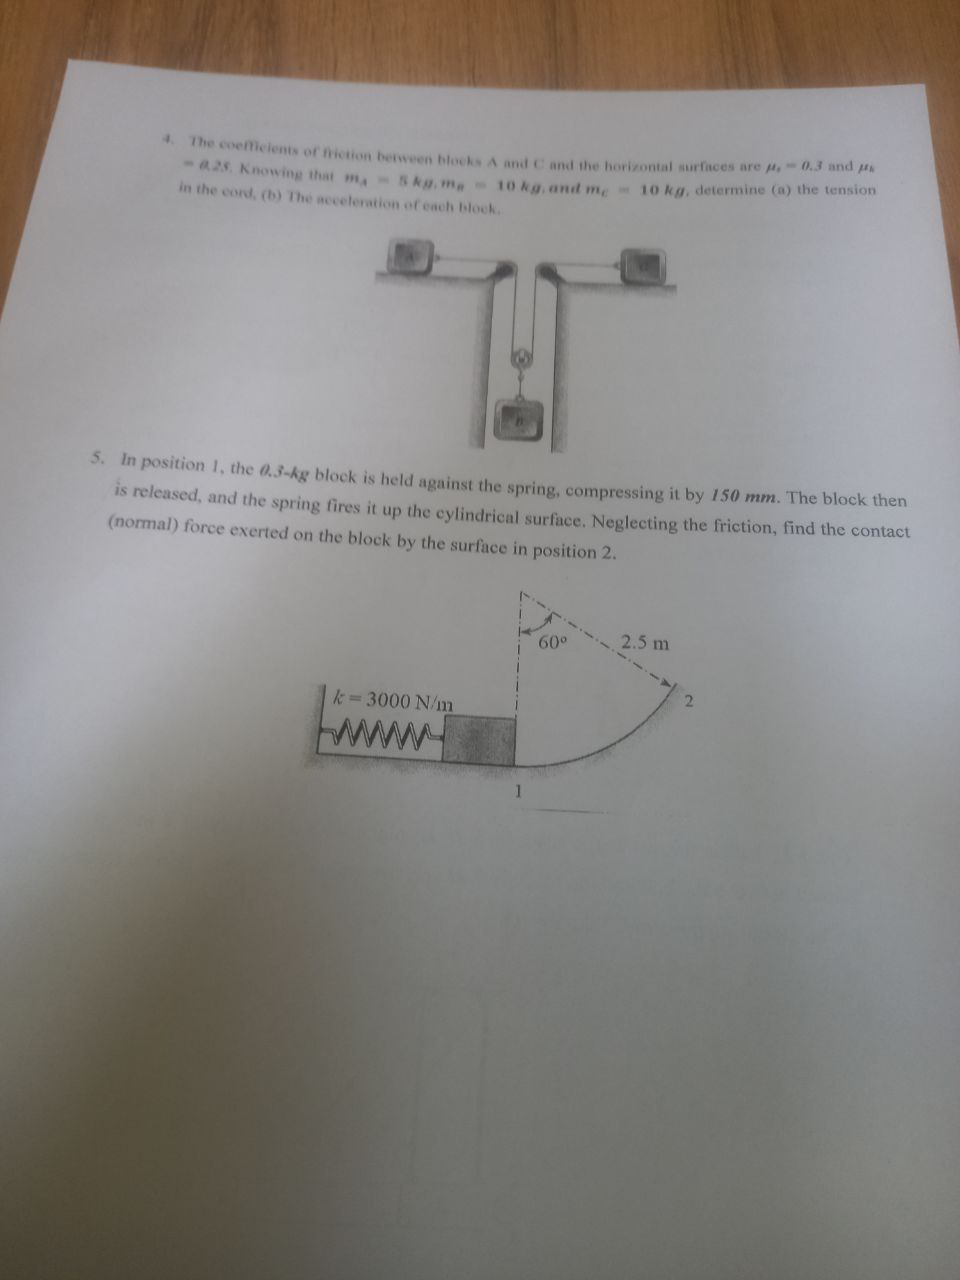 4. The coefficients of friction between blocks A and C and the horizontal surfaces are μs = 0.3 and μk
= 0.25. Knowing that mA = 5 kg, mB = 10 kg, and mC = 10 kg, determine (a) the tension
in the cord, (b) The acceleration of each block.
A
B
5. In position 1, the 0.3-kg block is held against the spring, compressing it by 150 mm. The block then
is released, and the spring fires it up the cylindrical surface. Neglecting the friction, find the contact
(normal) force exerted on the block by the surface in position 2.
60°
2.5 m
k = 3000 N/m
2
1